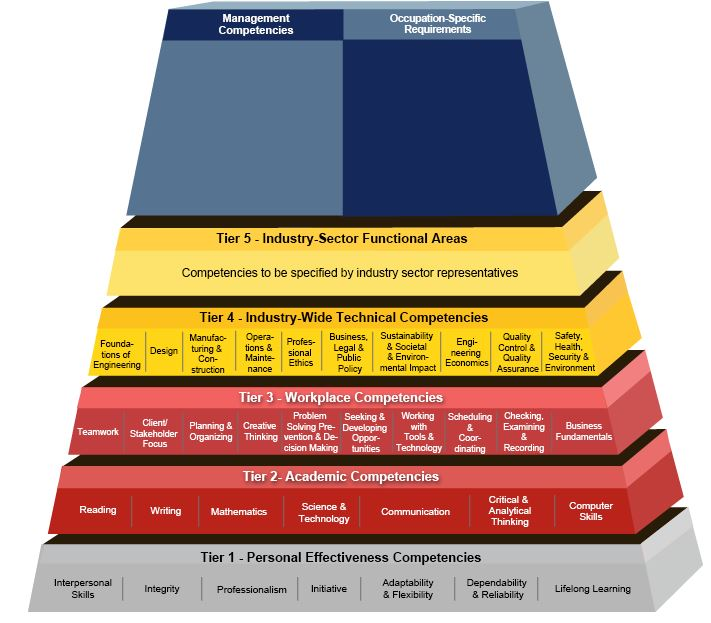 Management
Competencies
Occupation-Specific
Requirements
Tier 5 - Industry-Sector Functional Areas
Competencies to be specified by industry sector representatives
Tier 4 - Industry-Wide Technical Competencies
Founda-
tions of
Engineering
Design
Manufac-
turing &
Con-
struction
Opera-
tions &
Mainte-
nance
Profes-
sional
Ethics
Business,
Legal &
Public
Policy
Sustainability
& Societal
& Environ-
mental Impact
Engi-
neering
Economics
Quality
Control &
Quality
Assurance
Safety,
Health,
Security &
Environment
Tier 3 - Workplace Competencies
Teamwork
Client/
Stakeholder
Focus
Planning &
Organizing
Creative
Thinking
Problem
Solving Pre-
vention & De-
cision Making
Seeking &
Developing
Oppor-
tunities
Working
with
Tools &
Technology
Scheduling
&
Coor-
dinating
Checking,
Examining
&
Recording
Business
Fundamentals
Tier 2- Academic Competencies
Reading
Writing
Mathematics
Science &
Technology
Communication
Critical &
Analytical
Thinking
Computer
Skills
Tier 1 - Personal Effectiveness Competencies
Interpersonal
Skills
Integrity
Professionalism
Initiative
Adaptability
& Flexibility
Dependability
& Reliability
Lifelong Learning